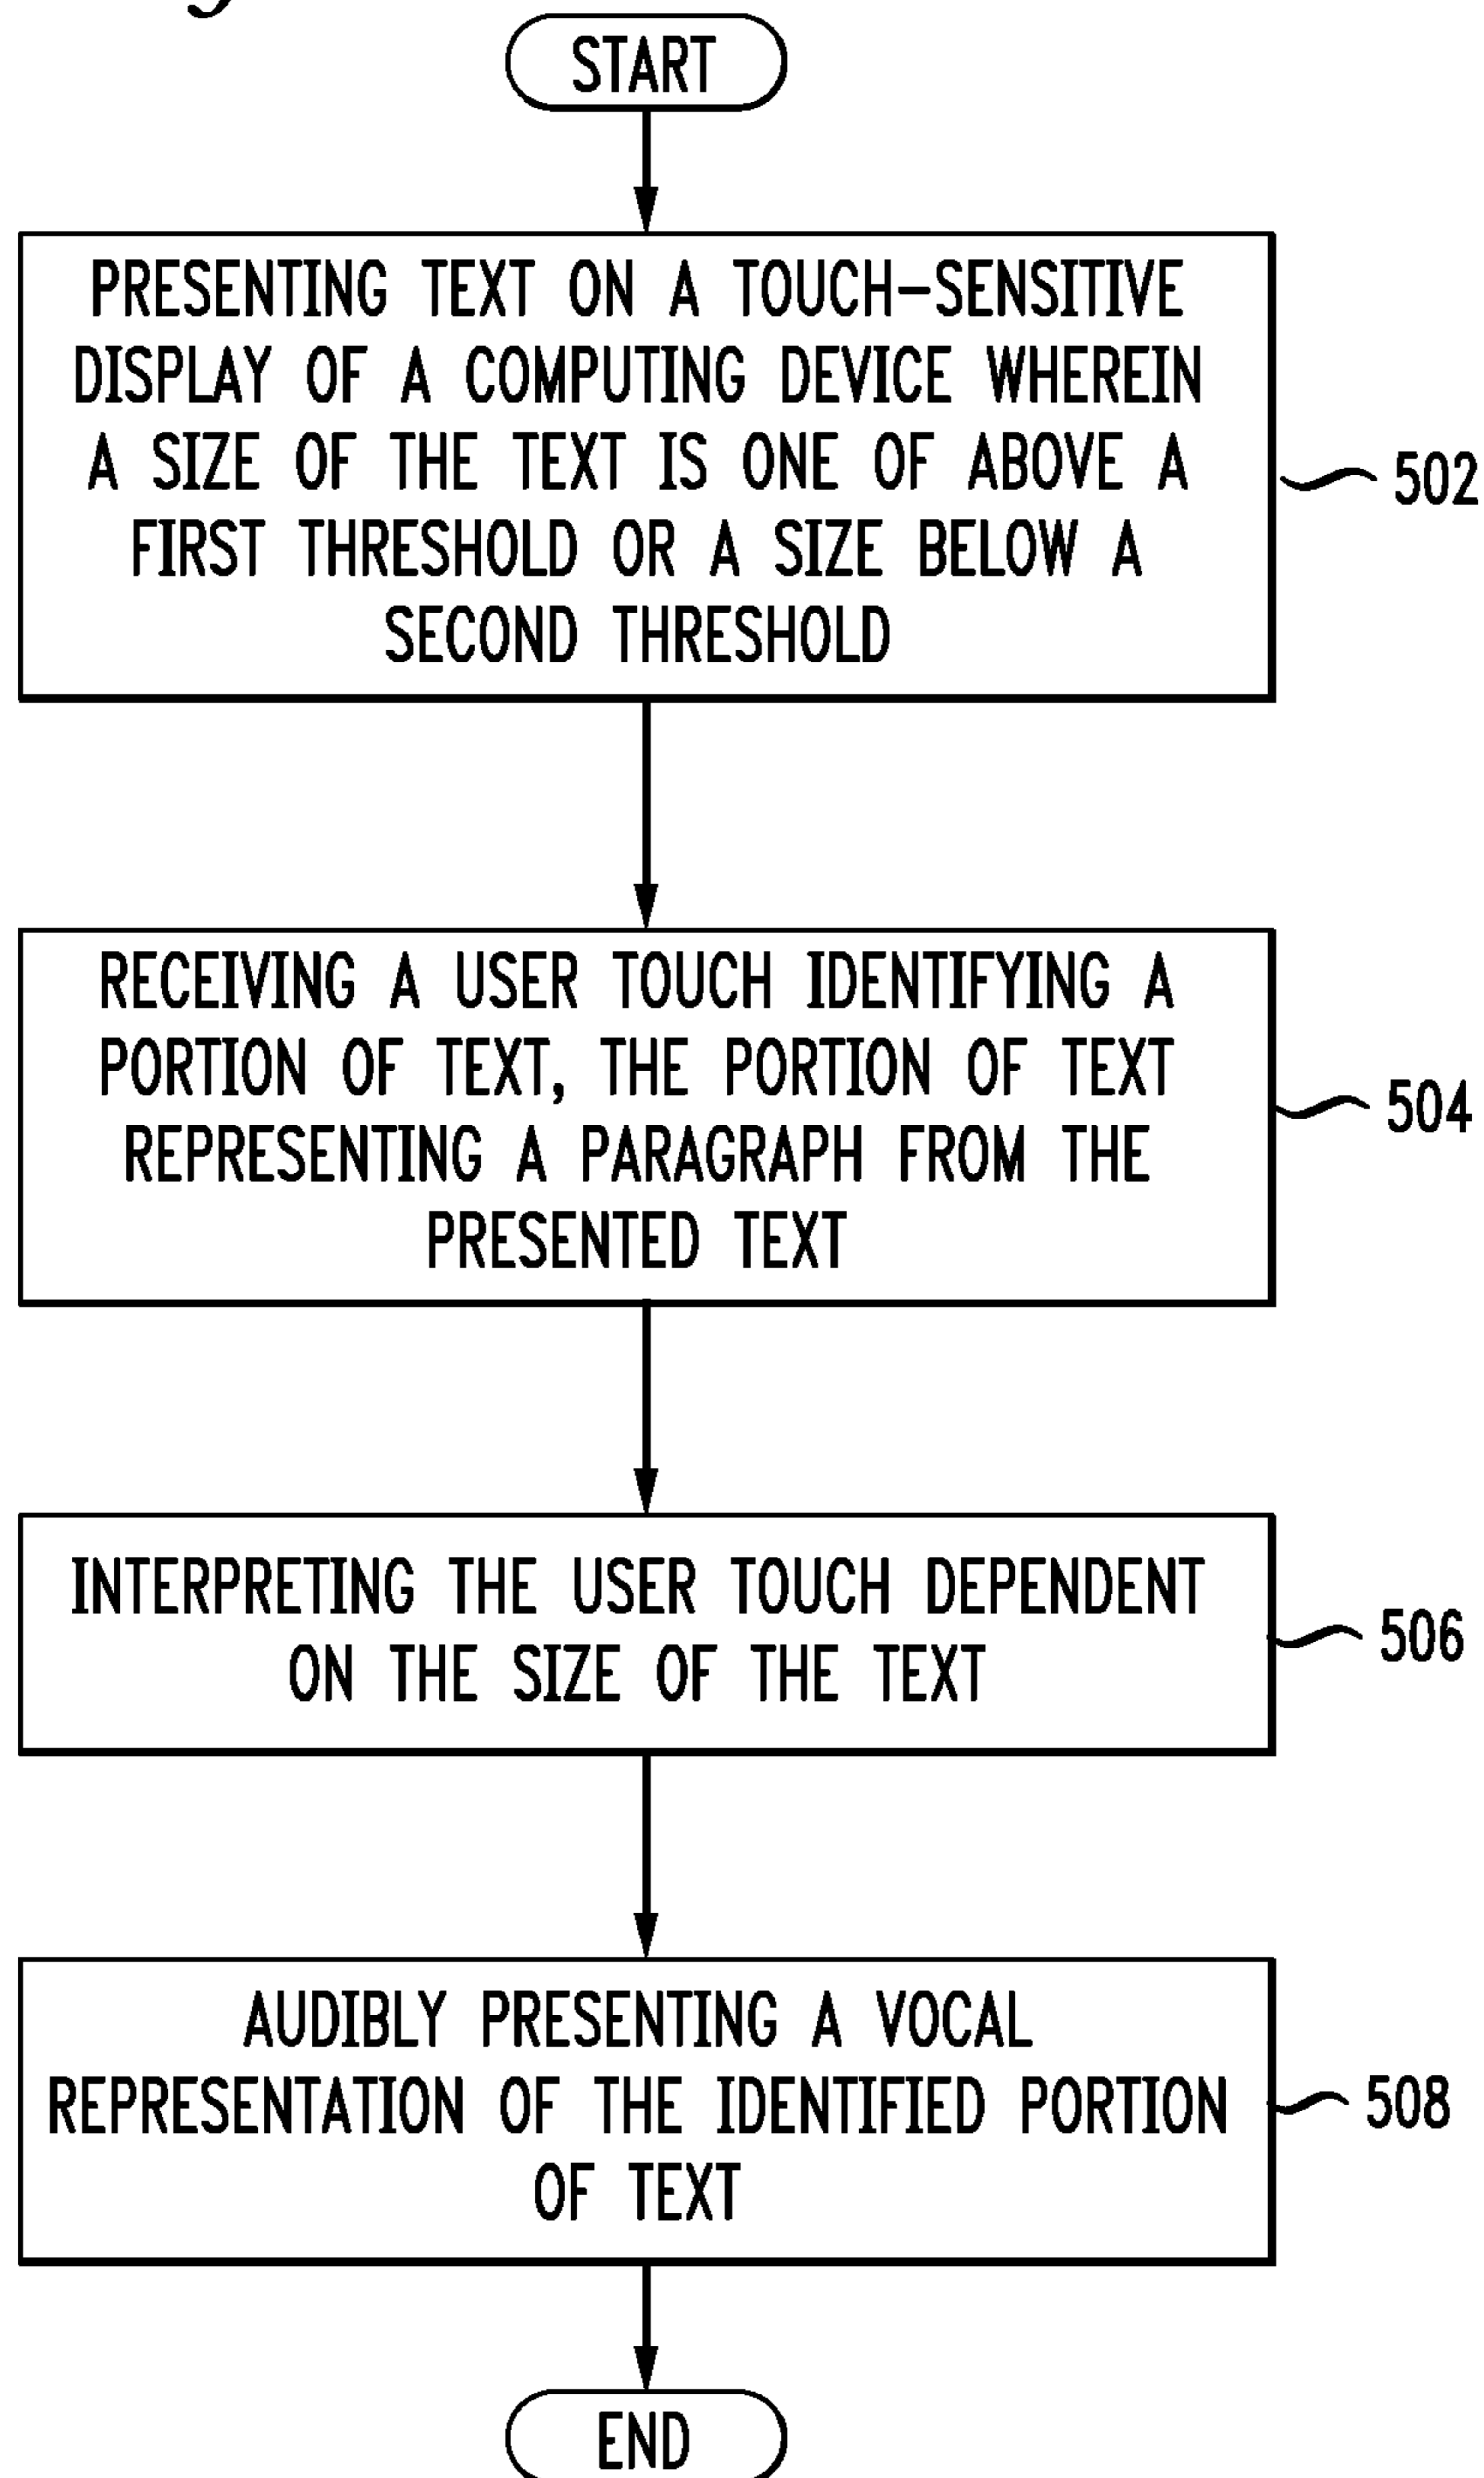 START
PRESENTING TEXT ON A TOUCH-SENSITIVE
DISPLAY OF A COMPUTING DEVICE WHEREIN
A SIZE OF THE TEXT IS ONE OF ABOVE A
FIRST THRESHOLD OR A SIZE BELOW A
SECOND THRESHOLD
502
RECEIVING A USER TOUCH IDENTIFYING A
PORTION OF TEXT, THE PORTION OF TEXT
REPRESENTING A PARAGRAPH FROM THE
PRESENTED TEXT
504
INTERPRETING THE USER TOUCH DEPENDENT
ON THE SIZE OF THE TEXT
506
AUDIBLY PRESENTING A VOCAL
REPRESENTATION OF THE IDENTIFIED PORTION
OF TEXT
508
END